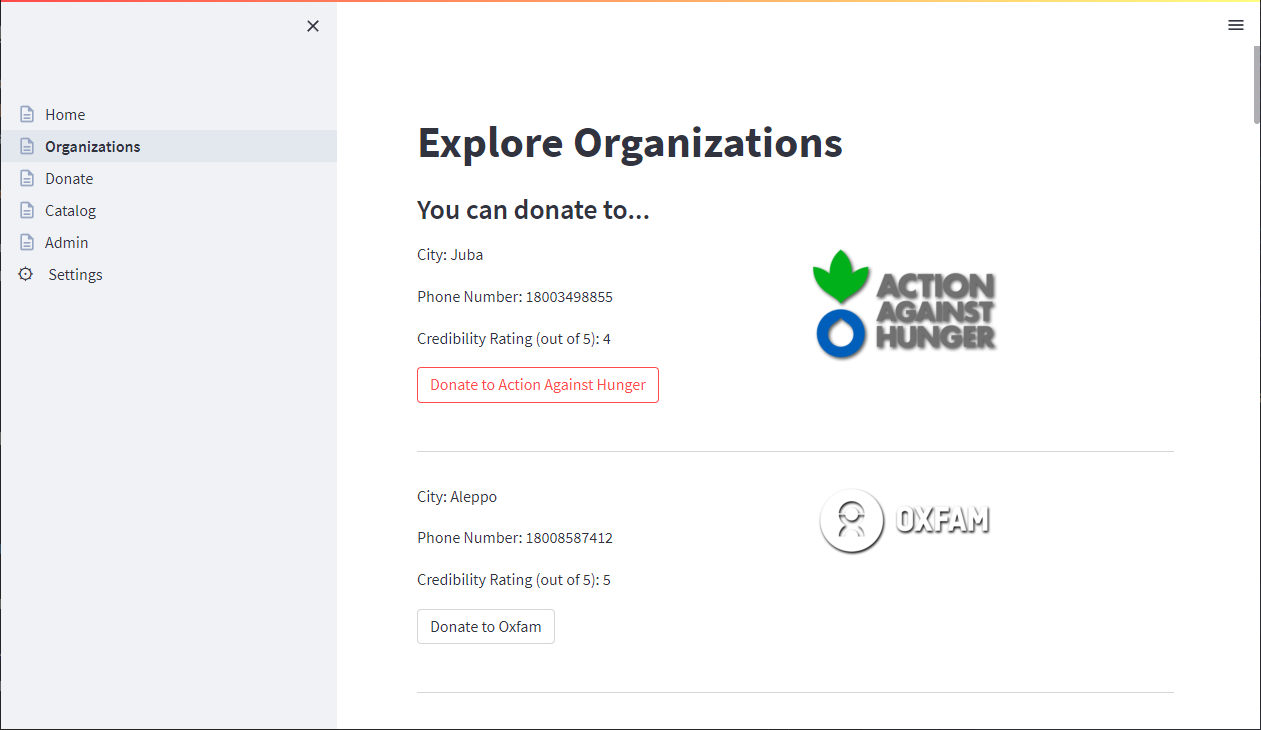 Home
Organizations
Donate
Catalog
Admin
Settings
Explore Organizations
You can donate to...
City: Juba
Phone Number: 18003498855
Credibility Rating (out of 5): 4
Donate to Action Against Hunger
ACTION
AGAINST
HUNGER
City: Aleppo
Phone Number: 18008587412
Credibility Rating (out of 5): 5
Donate to Oxfam
OXFAM